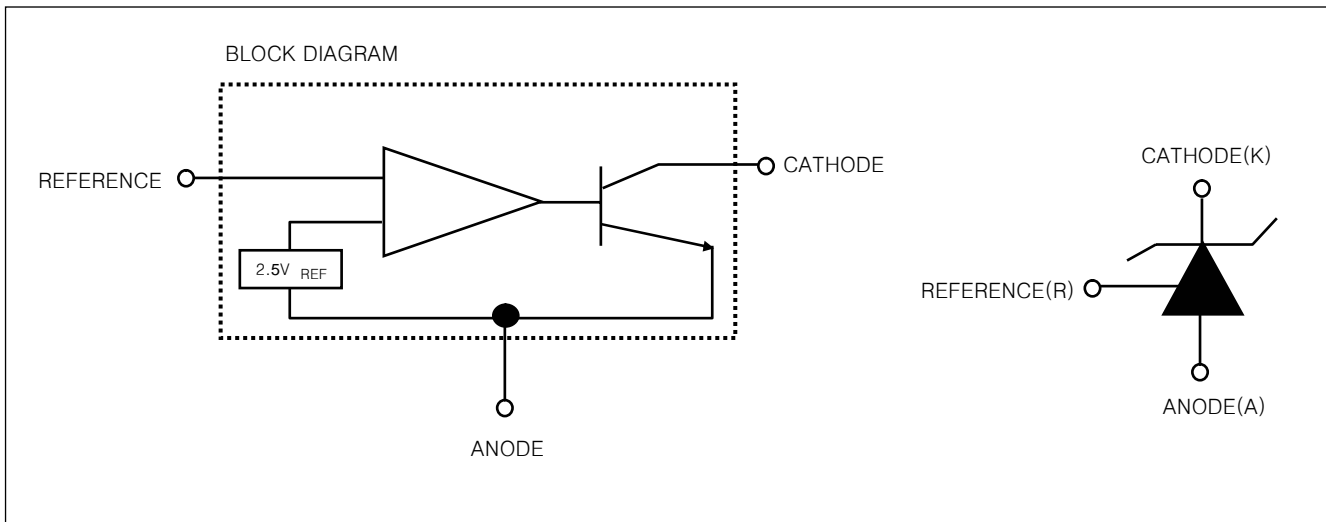 BLOCK DIAGRAM
REFERENCE
CATHODE
2.5V REF
ANODE
CATHODE(K)
REFERENCE(R)
ANODE(A)